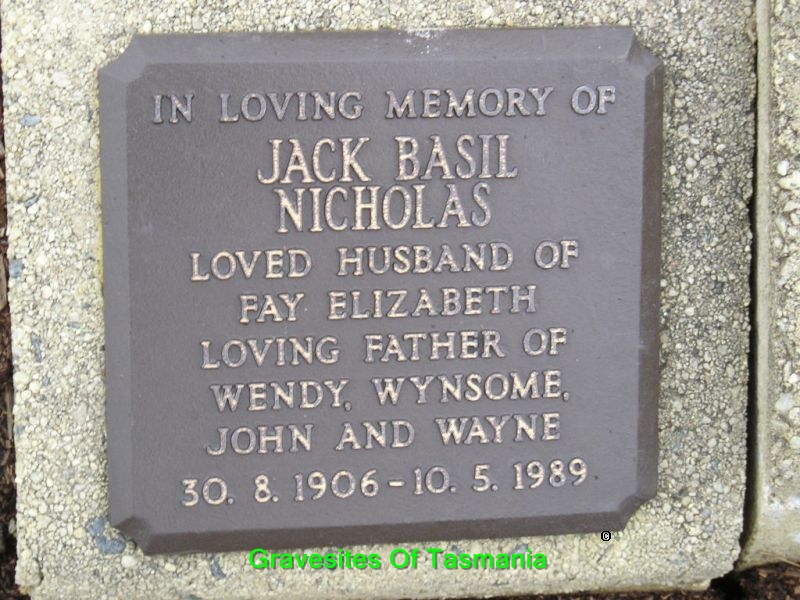 IN LOVING MEMORY OF
JACK BASIL
NICHOLAS
LOVED HUSBAND OF
FAY ELIZABETH
LOVING FATHER OF
WENDY, WYNSOME,
JOHN AND WAYNE
30. 8. 1906 - 10. 5. 1989
©
Gravesites Of Tasmania